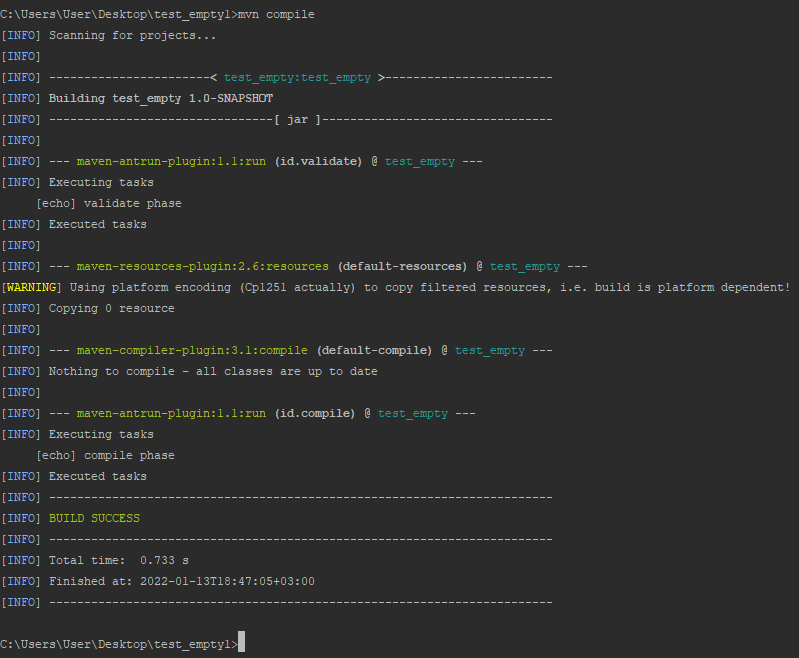 C:\Users\User\Desktop\test_empty1>mvn compile
[INFO] Scanning for projects...
[INFO]
[INFO] -----------------------< test_empty:test_empty >------------------------
[INFO] Building test_empty 1.0-SNAPSHOT
[INFO] --------------------------------[ jar ]---------------------------------
[INFO]
[INFO] --- maven-antrun-plugin:1.1:run (id.validate) @ test_empty ---
[INFO] Executing tasks
     [echo] validate phase
[INFO] Executed tasks
[INFO]
[INFO] --- maven-resources-plugin:2.6:resources (default-resources) @ test_empty ---
[WARNING] Using platform encoding (Cp1251 actually) to copy filtered resources, i.e. build is platform dependent!
[INFO] Copying 0 resource
[INFO]
[INFO] --- maven-compiler-plugin:3.1:compile (default-compile) @ test_empty ---
[INFO] Nothing to compile - all classes are up to date
[INFO]
[INFO] --- maven-antrun-plugin:1.1:run (id.compile) @ test_empty ---
[INFO] Executing tasks
     [echo] compile phase
[INFO] Executed tasks
[INFO] ------------------------------------------------------------------------
[INFO] BUILD SUCCESS
[INFO] ------------------------------------------------------------------------
[INFO] Total time:  0.733 s
[INFO] Finished at: 2022-01-13T18:47:05+03:00
[INFO] ------------------------------------------------------------------------
C:\Users\User\Desktop\test_empty1>